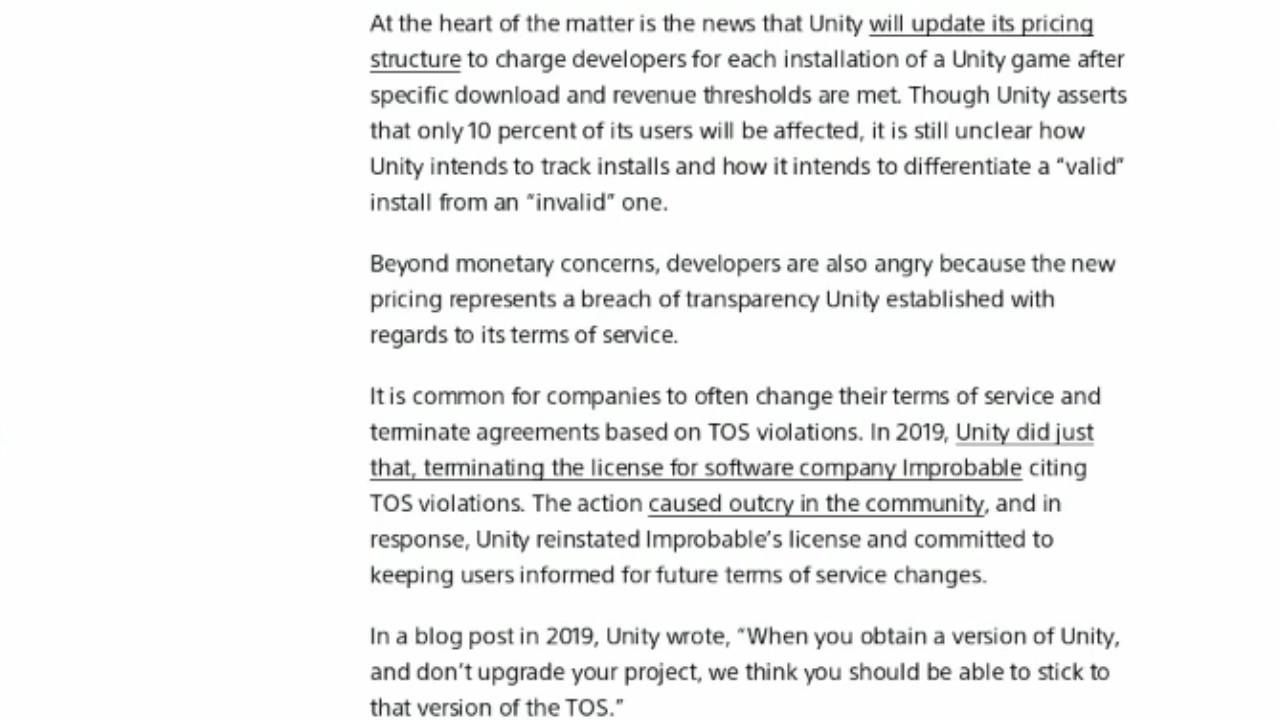 At the heart of the matter is the news that Unity will update its pricing
structure to charge developers for each installation of a Unity game after
specific download and revenue thresholds are met. Though Unity asserts
that only 10 percent of its users will be affected, it is still unclear how
Unity intends to track installs and how it intends to differentiate a “valid”
install from an “invalid” one.
Beyond monetary concerns, developers are also angry because the new
pricing represents a breach of transparency Unity established with
regards to its terms of service.
It is common for companies to often change their terms of service and
terminate agreements based on TOS violations. In 2019, Unity did just
that, terminating the license for software company Improbable citing
TOS violations. The action caused outcry in the community, and in
response, Unity reinstated Improbable’s license and committed to
keeping users informed for future terms of service changes.
In a blog post in 2019, Unity wrote, “When you obtain a version of Unity,
and don’t upgrade your project, we think you should be able to stick to
that version of the TOS.”